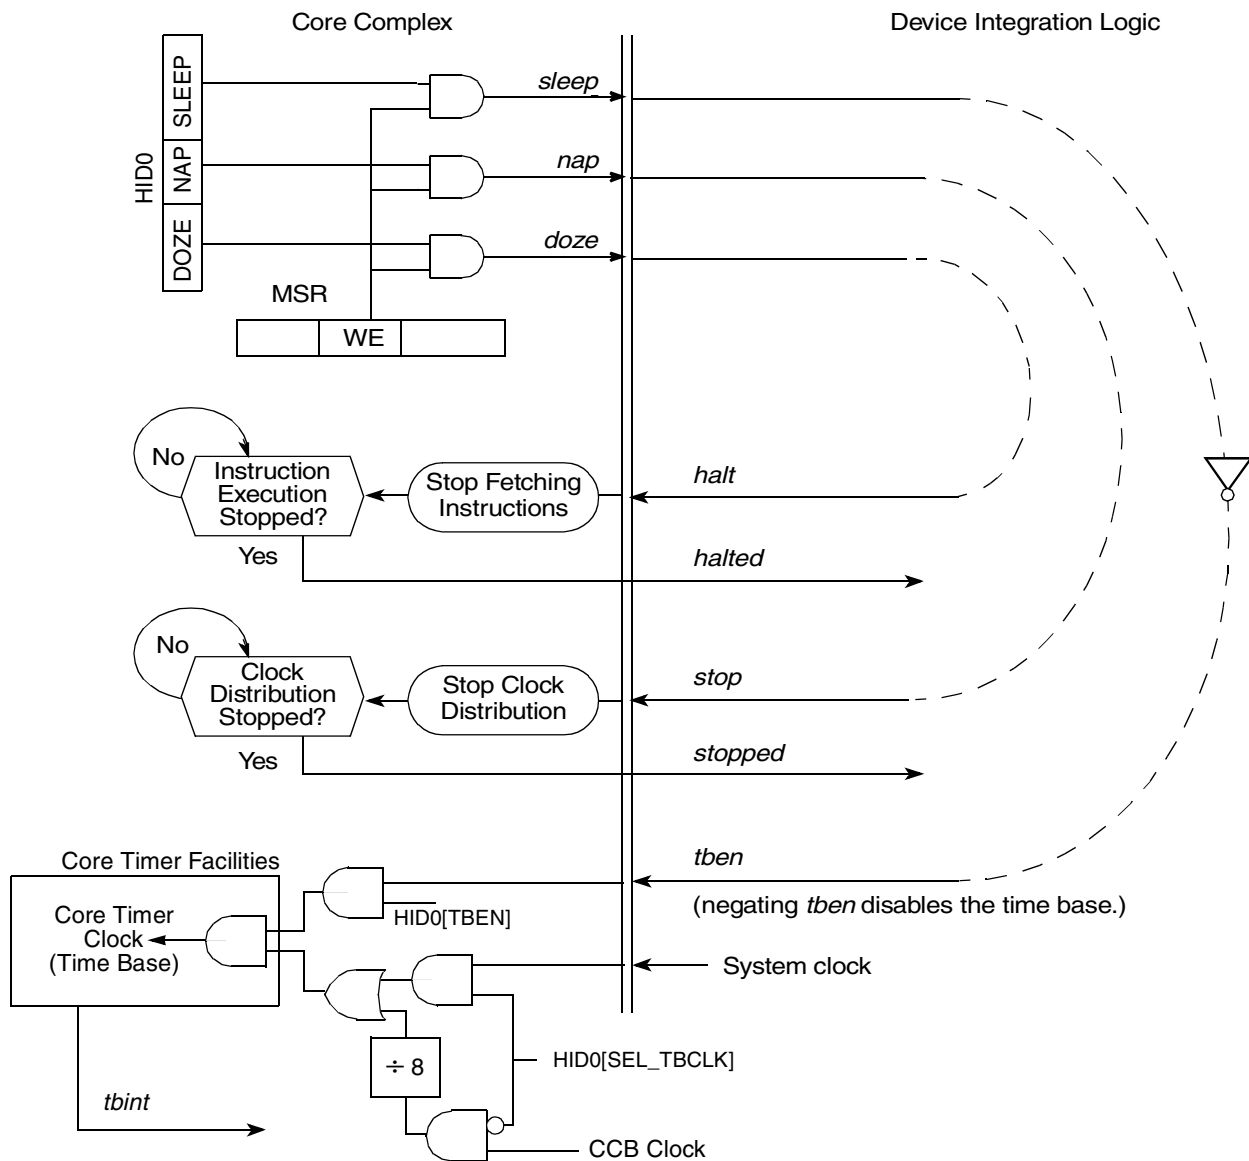 Core Complex
Device Integration Logic
HID0
SLEEP
NAP
DOZE
sleep
nap
doze
MSR
WE
No
Instruction
Execution
Stopped?
Yes
Stop Fetching
Instructions
halt
halted
No
Clock
Distribution
Stopped?
Yes
Stop Clock
Distribution
stop
stopped
Core Timer Facilities
Core Timer
Clock
(Time Base)
HID0[TBEN]
tben
(negating tben disables the time base.)
System clock
÷ 8
HID0[SEL_TBCLK]
tbint
CCB Clock